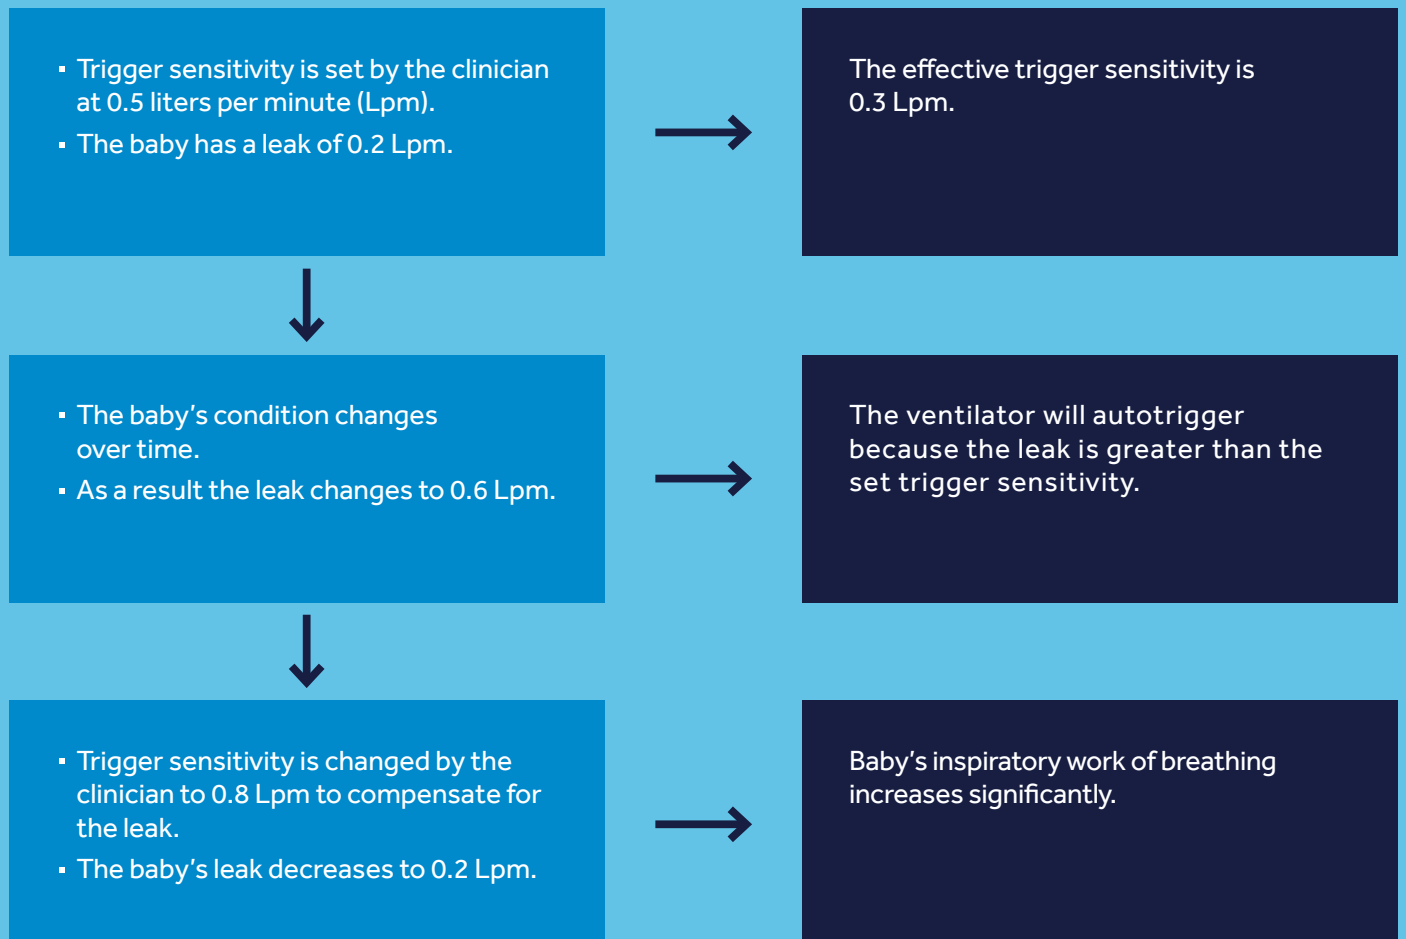 ▪ Trigger sensitivity is set by the clinician
at 0.5 liters per minute (Lpm).
▪ The baby has a leak of 0.2 Lpm.
The effective trigger sensitivity is
0.3 Lpm.
▪ The baby’s condition changes
over time.
▪ As a result the leak changes to 0.6 Lpm.
The ventilator will autotrigger
because the leak is greater than the
set trigger sensitivity.
▪ Trigger sensitivity is changed by the
clinician to 0.8 Lpm to compensate for
the leak.
▪ The baby’s leak decreases to 0.2 Lpm.
Baby’s inspiratory work of breathing
increases significantly.